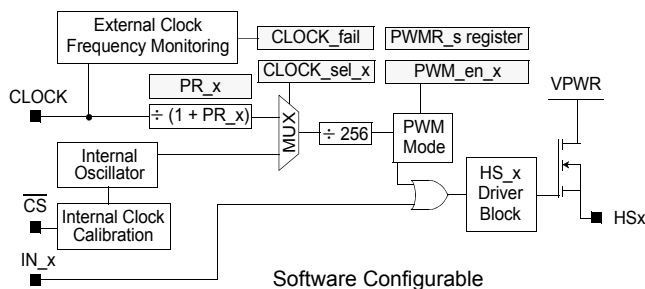 External Clock
Frequency Monitoring
CLOCK_fail
PWMR_s register
CLOCK_sel_x
PWM_en_x
PR_x
VPWR
CLOCK
÷ (1 + PR_x)
MUX
÷ 256
PWM
Mode
Internal
Oscillator
HS_x
Driver
Block
CS
Internal Clock
Calibration
HSx
IN_x
Software Configurable